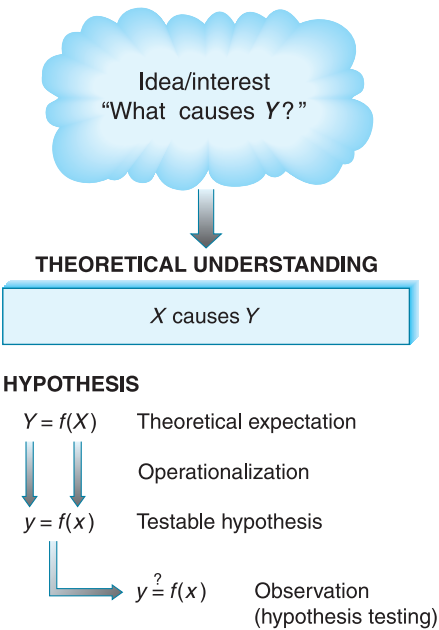 Idea/interest
“What causes Y?”
THEORETICAL UNDERSTANDING
X causes Y
HYPOTHESIS
Y = f(X) Theoretical expectation
Operationalization
y = f(x) Testable hypothesis
y ≟ f(x) Observation
(hypothesis testing)